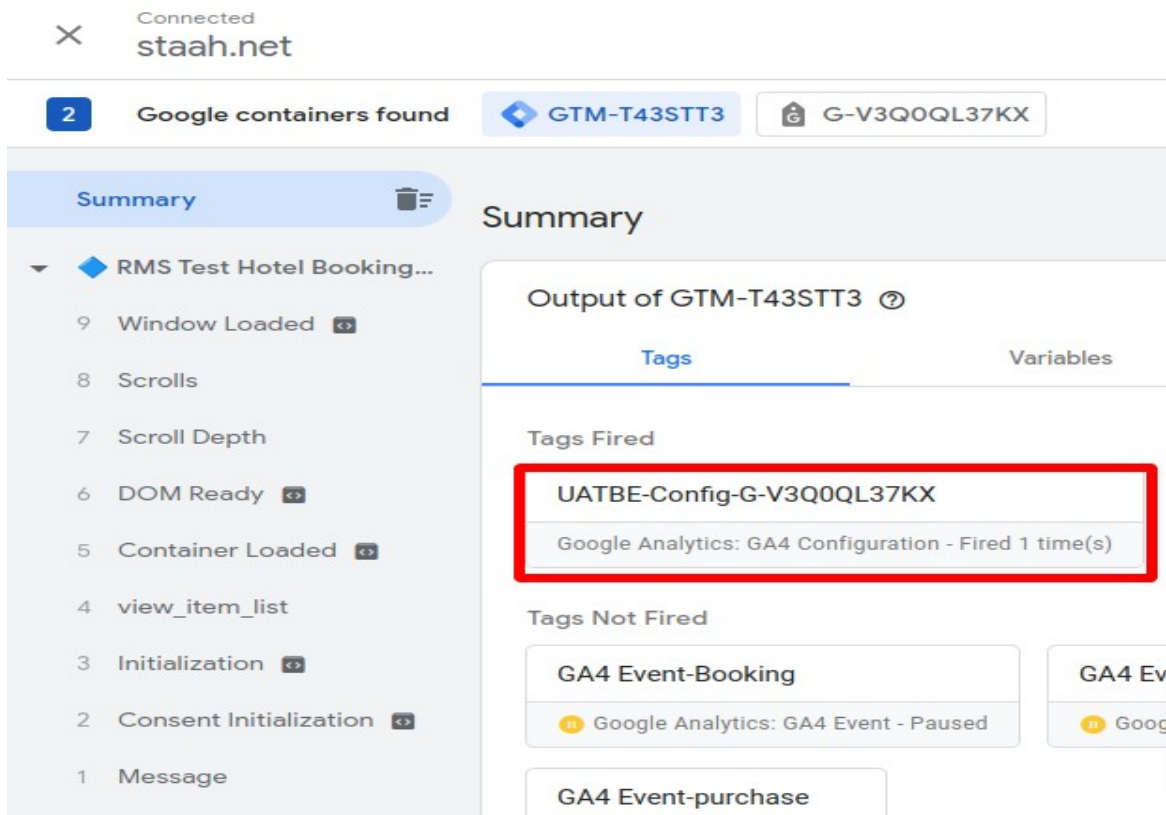 Connected
staah.net
2 Google containers found GTM-T43STT3 G-V3Q0QL37KX
Summary
RMS Test Hotel Booking...
9 Window Loaded
8 Scrolls
7 Scroll Depth
6 DOM Ready
5 Container Loaded
4 view_item_list
3 Initialization
2 Consent Initialization
1 Message
Summary
Output of GTM-T43STT3
Tags Variables
Tags Fired
UATBE-Config-G-V3Q0QL37KX
Google Analytics: GA4 Configuration - Fired 1 time(s)
Tags Not Fired
GA4 Event-Booking
Google Analytics: GA4 Event - Paused
GA4 Ev
Goog
GA4 Event-purchase